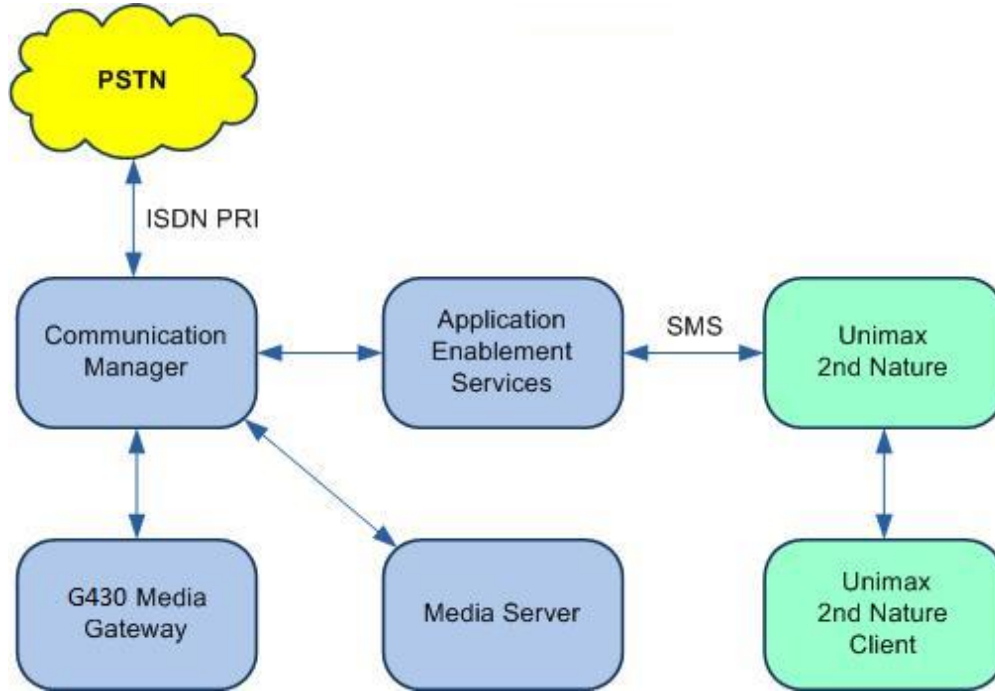 PSTN
ISDN PRI
Communication
Manager
Application
Enablement
Services
SMS
Unimax
2nd Nature
G430 Media
Gateway
Media Server
Unimax
2nd Nature
Client